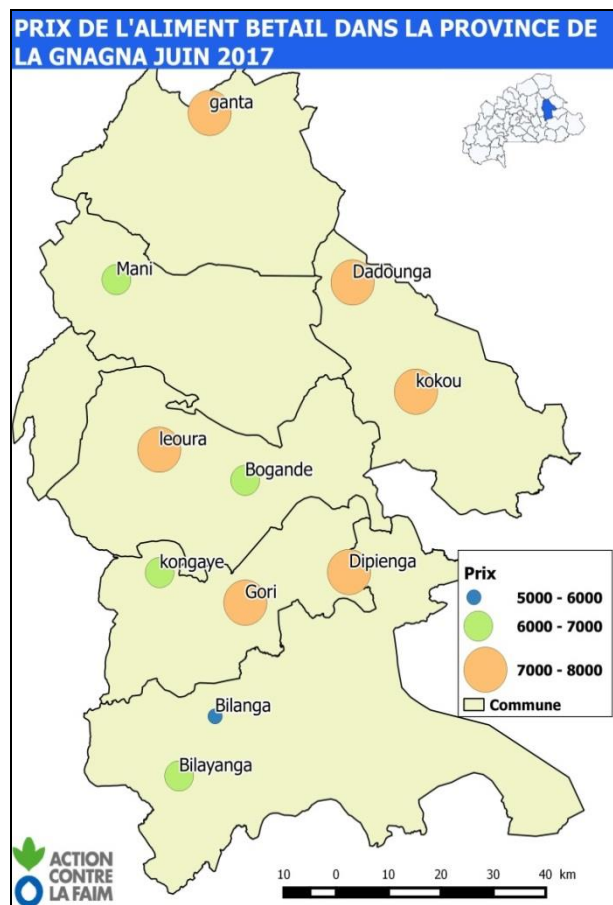 PRIX DE L'ALIMENT BETAIL DANS LA PROVINCE DE
LA GNAGNA JUIN 2017
ganta
Mani
Dadounga
kokou
leoura
Bogande
kongaye
Gori
Dipienga
Bilanga
Bilayanga
Prix
5000 - 6000
6000 - 7000
7000 - 8000
Commune
ACTION
CONTRE
LA FAIM
10 0 10 20 30 40 km